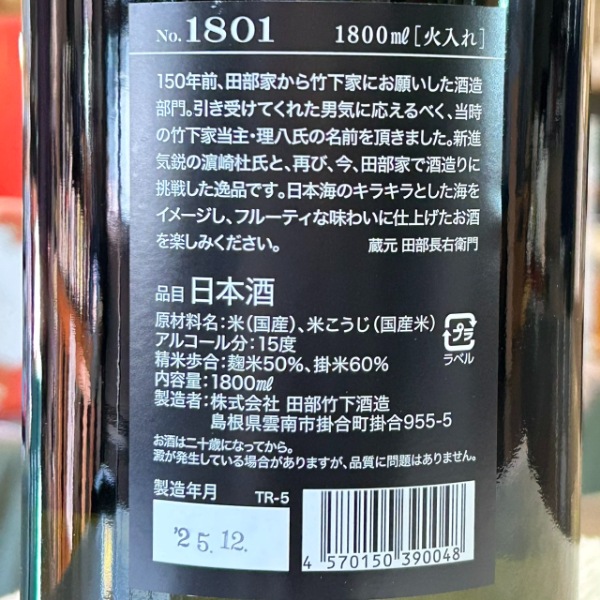 No. 1801 1800ml[火入れ]
150年前、田部家から竹下家にお願いした酒造
部門。引き受けてくれた男気に応えるべく、当時
の竹下家当主・理八氏の名前を頂きました。新進
気鋭の濵崎杜氏と、再び、今、田部家で酒造りに
挑戦した逸品です。日本海のキラキラとした海を
イメージし、フルーティな味わいに仕上げたお酒
を楽しみください。 蔵元 田部長右衛門
品目 日本酒
原材料名:米(国産)、米こうじ(国産米)
アルコール分:15度
精米歩合:麹米50%、掛米60%
内容量:1800ml
製造者:株式会社 田部竹下酒造
島根県雲南市掛合町掛合955-5
プラ
ラベル
お酒は二十歳になってから。
澱が発生している場合がありますが、品質に問題はありません。
製造年月 TR-5
'25.12.
4 570150 390048